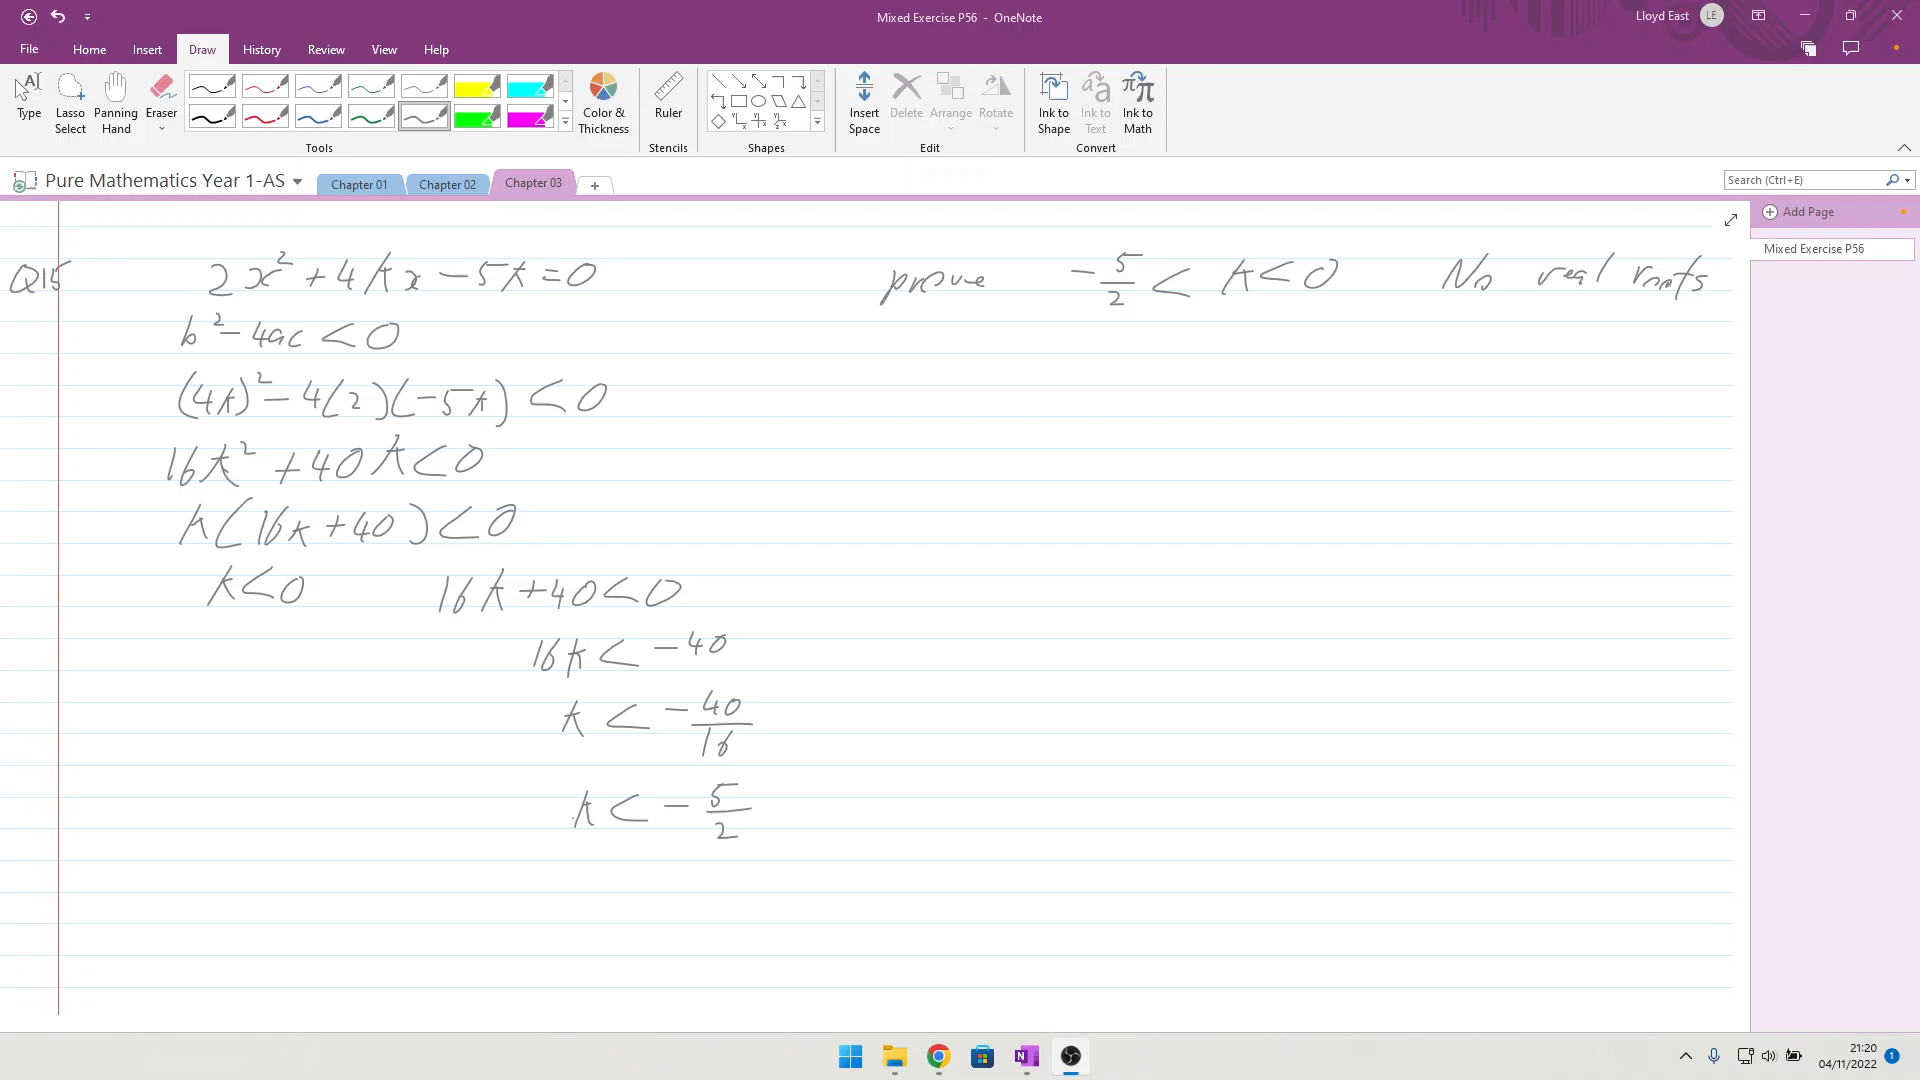 Mixed Exercise P56 - OneNote
Lloyd East LE
File Home Insert Draw History Review View Help
Type
Lasso Select
Panning Hand
Eraser
Color & Thickness
Ruler
Insert Space
Delete
Arrange
Rotate
Ink to Shape
Ink to Text
Ink to Math
Tools Stencils Shapes Edit Convert
Pure Mathematics Year 1-AS Chapter 01 Chapter 02 Chapter 03 +
Search (Ctrl+E)
Add Page
Mixed Exercise P56
Q15 2x² + 4kx - 5k = 0 prove -5/2 < k < 0 No real roots
b² - 4ac < 0
(4k)² - 4(2)(-5k) < 0
16k² + 40k < 0
k(16k + 40) < 0
k < 0 16k + 40 < 0
16k < -40
k < -40/16
k < -5/2
21:20
04/11/2022
1